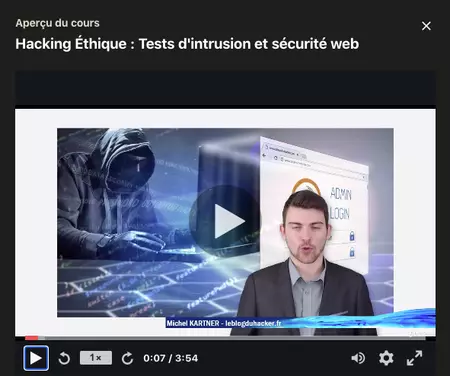 Aperçu du cours
Hacking Éthique : Tests d'intrusion et sécurité web
ADMIN
LOGIN
Michel KARTNER - leblogduhacker.fr
1x
0:07 / 3:54